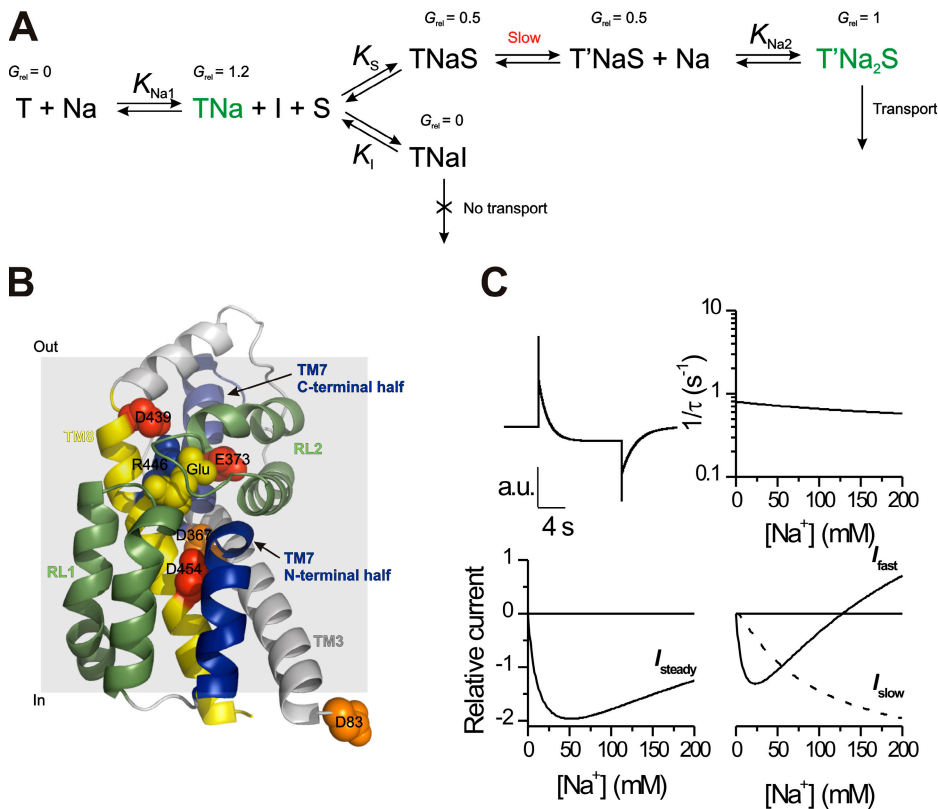 A
G_rel = 0
T + Na
K_Na1
G_rel = 1.2
TNa + I + S
K_S
G_rel = 0.5
TNaS
Slow
G_rel = 0.5
T'NaS + Na
K_Na2
G_rel = 1
T'Na₂S
Transport
K_I
G_rel = 0
TNaI
No transport
B
Out
TM7
C-terminal half
D439
TM8
R446
Glu
E373
RL2
D367
D454
TM7
N-terminal half
RL1
TM3
In
D83
C
a.u.
4 s
1/τ (s⁻¹)
10
1
0.1
0 50 100 150 200
[Na⁺] (mM)
Relative current
1
0
-1
-2
I_steady
0 50 100 150 200
[Na⁺] (mM)
I_fast
I_slow
0 50 100 150 200
[Na⁺] (mM)